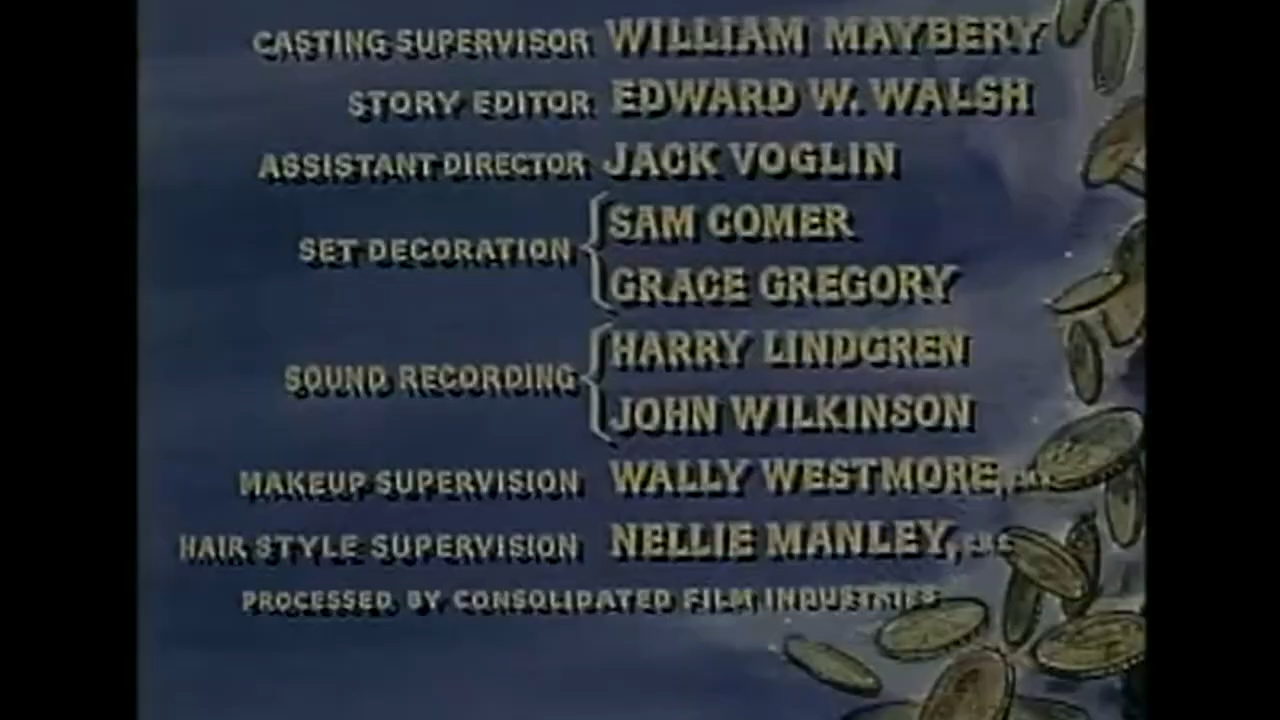 CASTING SUPERVISOR WILLIAM MAYBERY
STORY EDITOR EDWARD W. WALSH
ASSISTANT DIRECTOR JACK VOGLIN
SET DECORATION SAM COMER
GRACE GREGORY
SOUND RECORDING HARRY LINDGREN
JOHN WILKINSON
MAKEUP SUPERVISION WALLY WESTMORE,
HAIR STYLE SUPERVISION NELLIE MANLEY,
PROCESSED BY CONSOLIDATED FILM INDUSTRIES